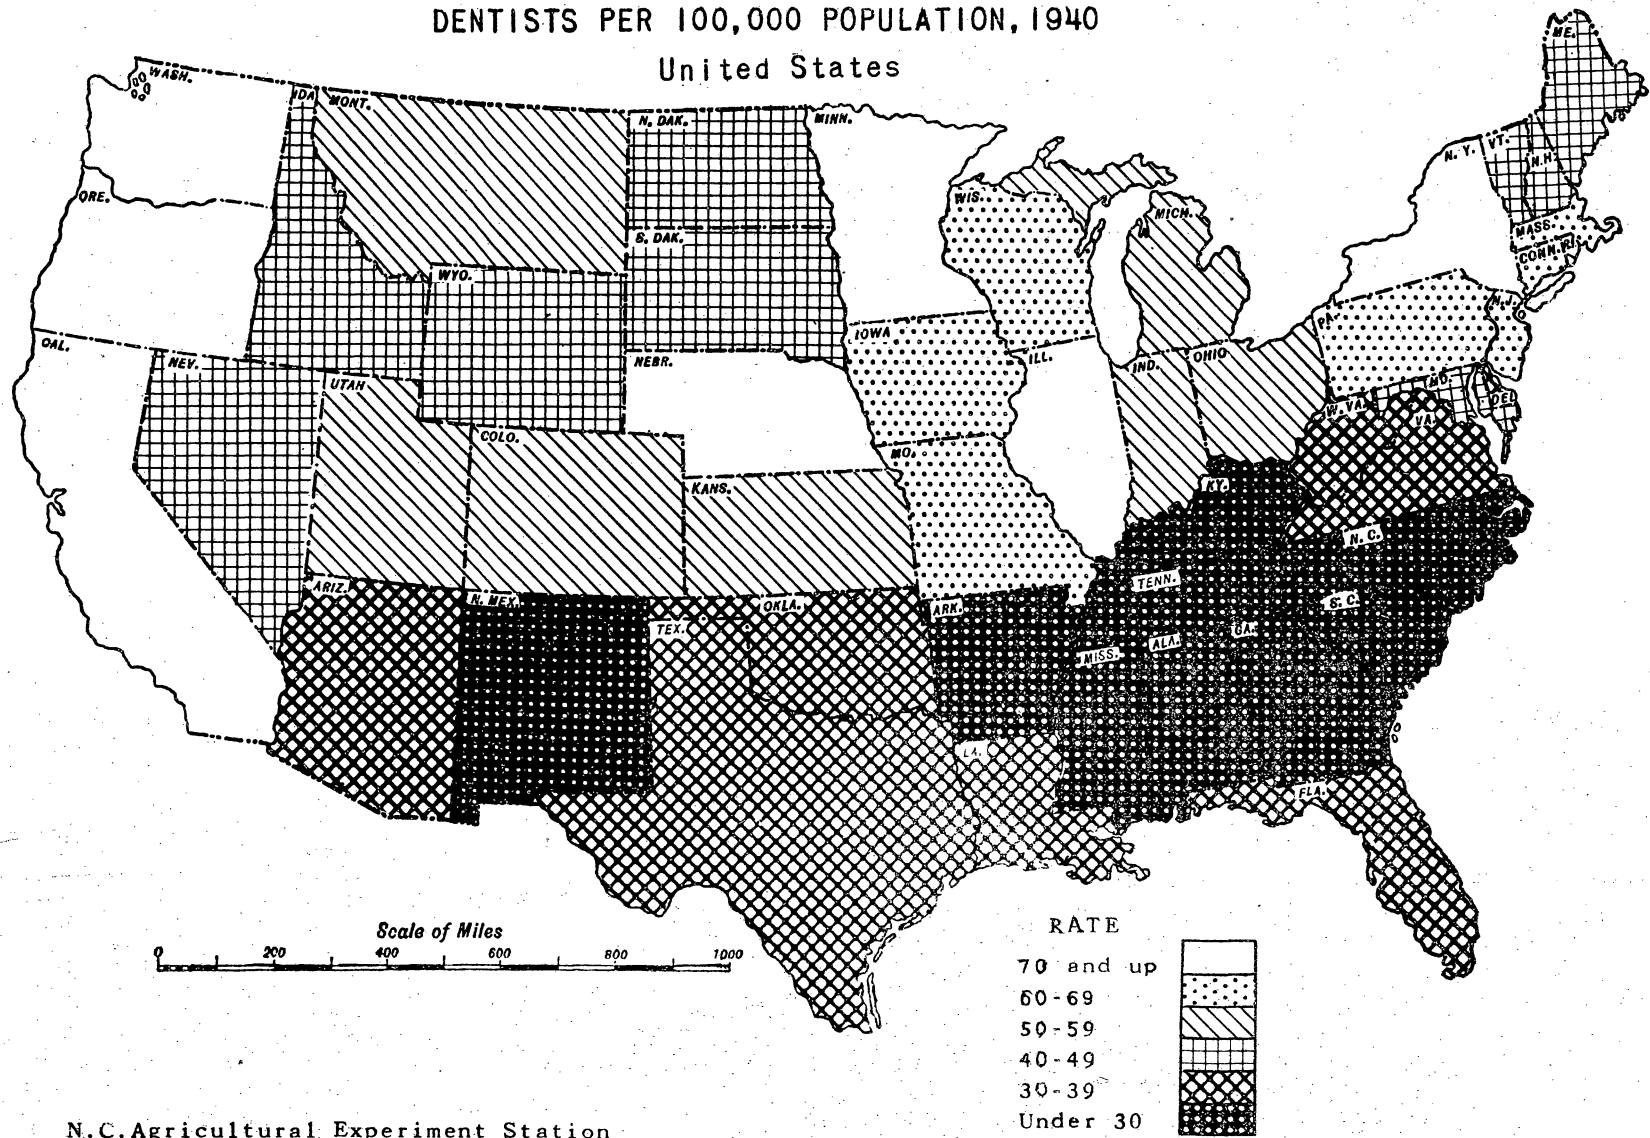 DENTISTS PER 100,000 POPULATION, 1940
United States
WASH.
IDA
MONT.
N. DAK.
MINN.
ME.
N. Y.
VT.
N.H.
ORE.
S. DAK.
WIS.
MICH.
MASS.
CONN.
R.I.
WYO.
CAL.
NEV.
UTAH
NEBR.
IOWA
ILL.
IND.
OHIO
PA.
N.J.
MD.
DEL
W.VA.
VA.
COLO.
KANS.
MO.
KY.
N. C.
ARIZ.
N. MEX.
TEX.
OKLA.
ARK.
TENN.
S. C.
MISS.
ALA.
GA.
LA.
FLA.
Scale of Miles
0 200 400 600 800 1000
RATE
70 and up
60-69
50-59
40-49
30-39
Under 30
N.C. Agricultural Experiment Station